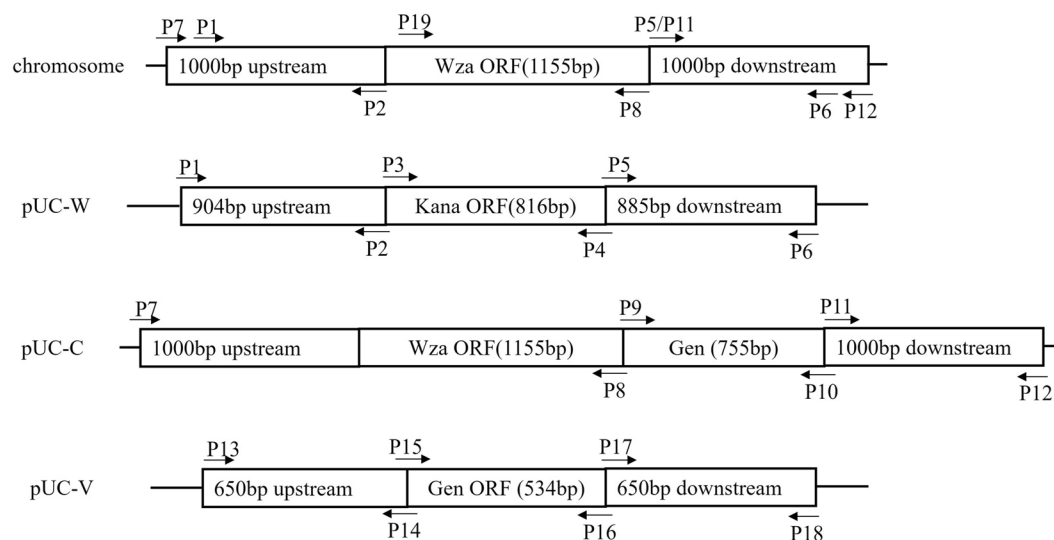 P7 P1 P19 P5/P11
chromosome 1000bp upstream Wza ORF(1155bp) 1000bp downstream
P2 P8 P6 P12
P1 P3 P5
pUC-W 904bp upstream Kana ORF(816bp) 885bp downstream
P2 P4 P6
P7 P9 P11
pUC-C 1000bp upstream Wza ORF(1155bp) Gen (755bp) 1000bp downstream
P8 P10 P12
P13 P15 P17
pUC-V 650bp upstream Gen ORF (534bp) 650bp downstream
P14 P16 P18